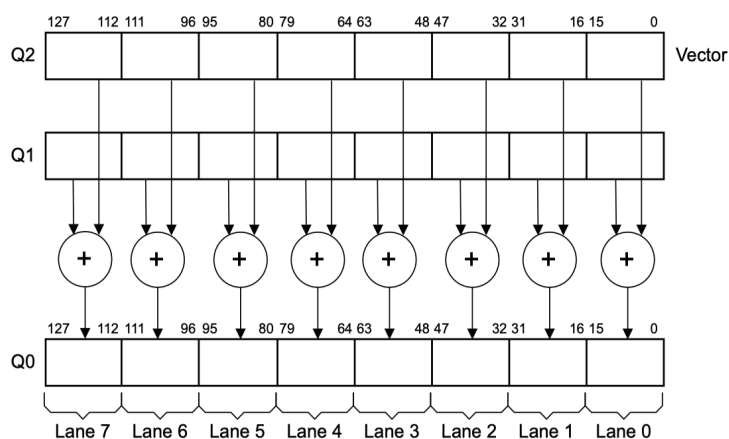 127 112 111 96 95 80 79 64 63 48 47 32 31 16 15 0
Q2 Vector
Q1
+ + + + + + + +
127 112 111 96 95 80 79 64 63 48 47 32 31 16 15 0
Q0
Lane 7 Lane 6 Lane 5 Lane 4 Lane 3 Lane 2 Lane 1 Lane 0